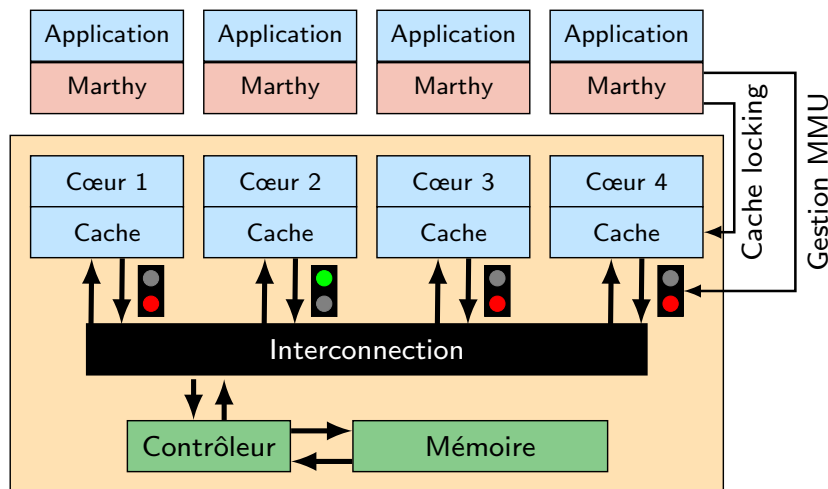 Application
Application
Application
Application
Marthy
Marthy
Marthy
Marthy
Cache locking
Gestion MMU
Cœur 1
Cœur 2
Cœur 3
Cœur 4
Cache
Cache
Cache
Cache
Interconnection
Contrôleur
Mémoire